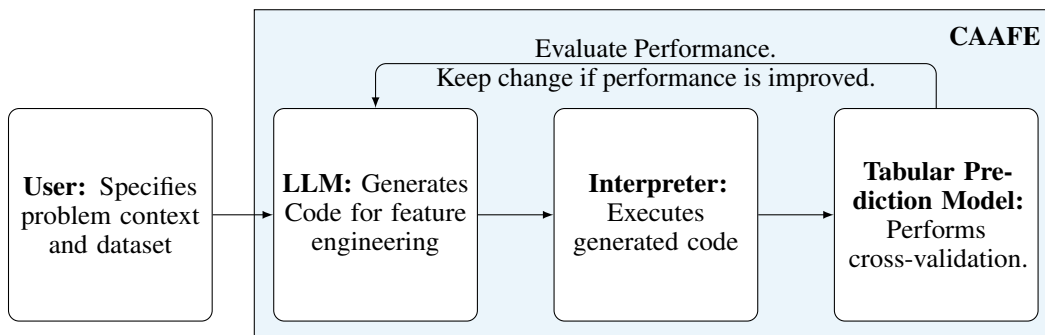 CAAFE
Evaluate Performance.
Keep change if performance is improved.
User: Specifies
problem context
and dataset
LLM: Generates
Code for feature
engineering
Interpreter:
Executes
generated code
Tabular Pre-
diction Model:
Performs
cross-validation.